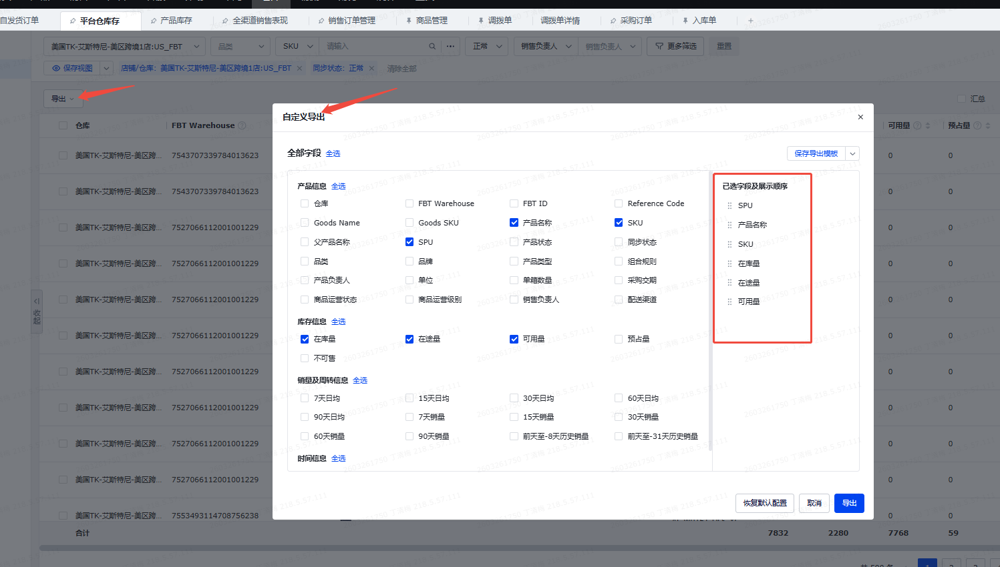 自发货订单 平台仓库存 产品库存 全渠道销售表现 销售订单管理 商品管理 调拨单 调拨单详情 采购订单 入库单 +
美国TK-艾斯特尼-美区跨境1店:US_FBT 品类 SKU 请输入 正常 销售负责人 销售负责人 更多筛选 重置
保存视图 店铺/仓库: 美国TK-艾斯特尼-美区跨境1店:US_FBT 同步状态: 正常 清除全部
导出 汇总
仓库 FBT Warehouse 可用量 预占量
美国TK-艾斯特尼-美区跨... 7543707339784013623 0 0
美国TK-艾斯特尼-美区跨... 7543707339784013623 0 0
美国TK-艾斯特尼-美区跨... 7527066112001001229 0 0
美国TK-艾斯特尼-美区跨... 7527066112001001229 0 0
美国TK-艾斯特尼-美区跨... 7527066112001001229 0 0
美国TK-艾斯特尼-美区跨... 7527066112001001229 0 0
美国TK-艾斯特尼-美区跨... 7527066112001001229 0 0
美国TK-艾斯特尼-美区跨... 7527066112001001229 0 0
美国TK-艾斯特尼-美区跨... 7527066112001001229 0 0
美国TK-艾斯特尼-美区跨... 7527066112001001229 0 0
美国TK-艾斯特尼-美区跨... 7553493114708756238 0 0
合计 7832 2280 7768 59
收起
自定义导出
全部字段 全选 保存导出模板
产品信息 全选
仓库 FBT Warehouse FBT ID Reference Code
Goods Name Goods SKU 产品名称 SKU
父产品名称 SPU 产品状态 同步状态
品类 品牌 产品类型 组合规则
产品负责人 单位 单箱数量 采购交期
商品运营状态 商品运营级别 销售负责人 配送渠道
库存信息 全选
在库量 在途量 可用量 预占量
不可售
销量及周转信息 全选
7天日均 15天日均 30天日均 60天日均
90天日均 7天销量 15天销量 30天销量
60天销量 90天销量 前天至-8天历史销量 前天至-31天历史销量
时间信息 全选
已选字段及展示顺序
SPU
产品名称
SKU
在库量
在途量
可用量
恢复默认配置 取消 导出